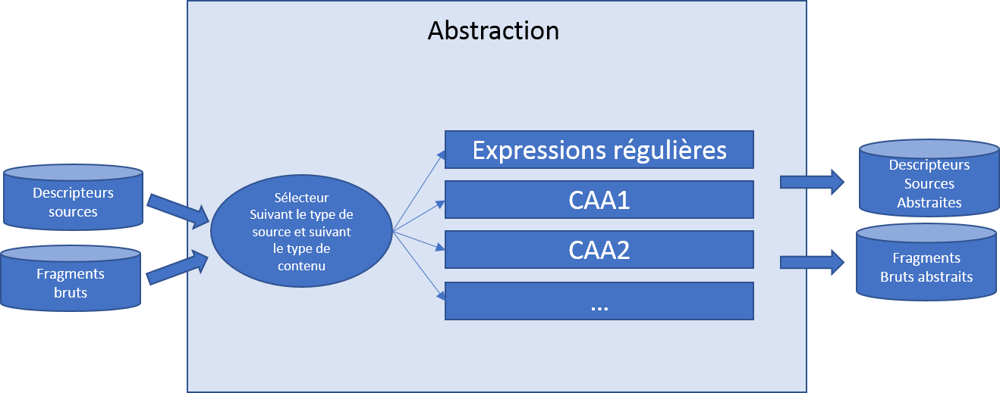 Abstraction
Descripteurs
sources
Fragments
bruts
Sélecteur
Suivant le type de
source et suivant
le type de
contenu
Expressions régulières
CAA1
CAA2
...
Descripteurs
Sources
Abstraites
Fragments
Bruts abstraits